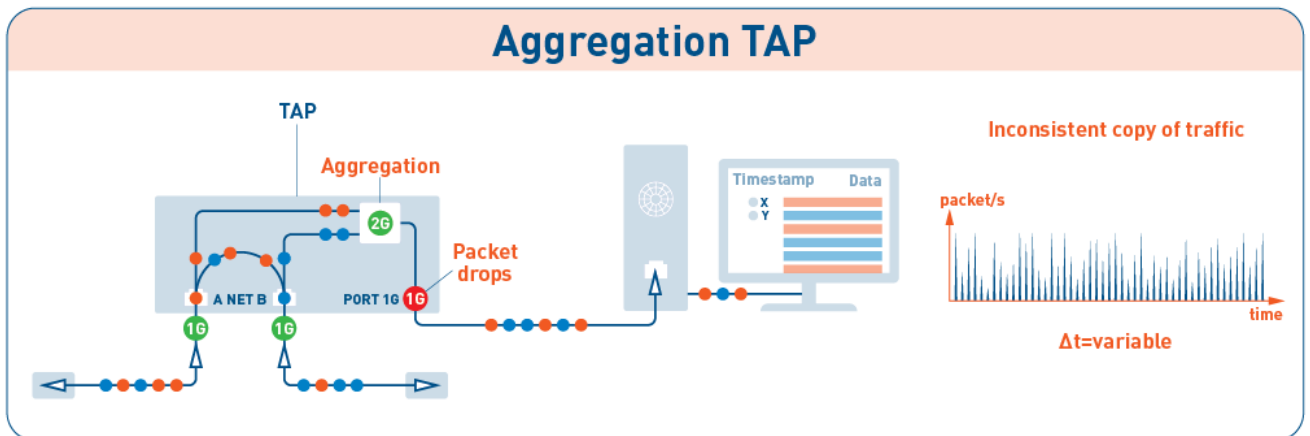 Aggregation TAP
TAP
Aggregation
2G
Packet
drops
A NET B
PORT 1G
1G
1G
1G
Timestamp Data
X
Y
Inconsistent copy of traffic
packet/s
time
Δt=variable